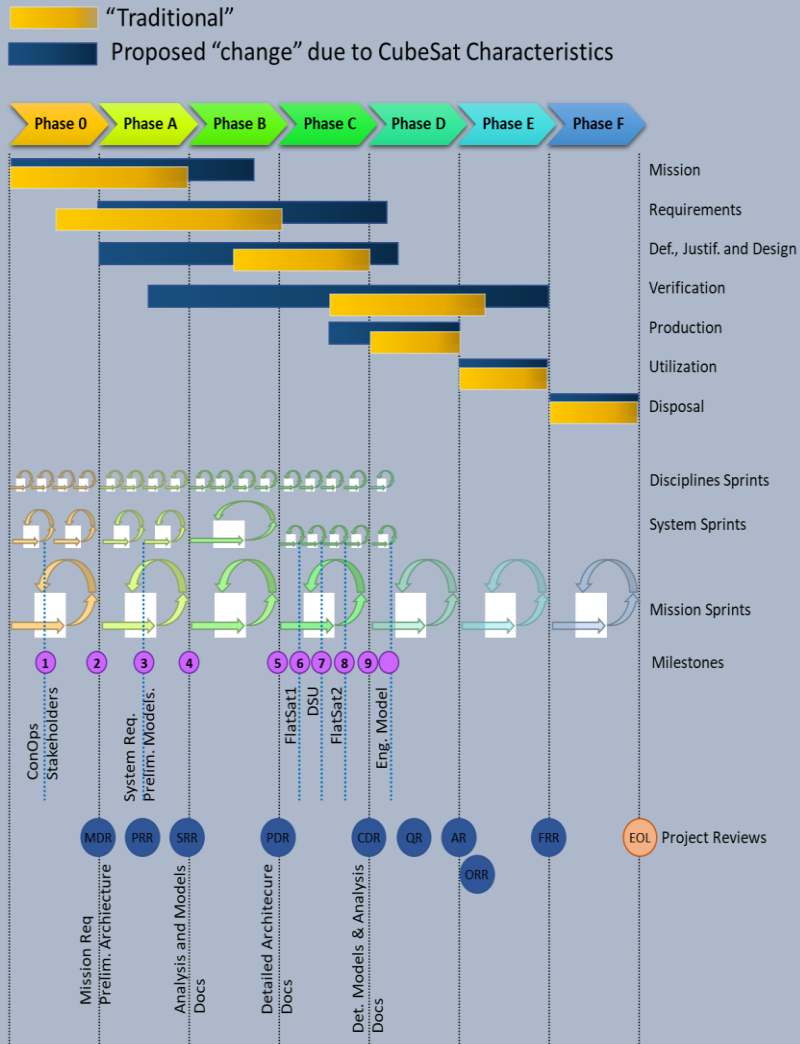 “Traditional”
Proposed “change” due to CubeSat Characteristics
Phase 0
Phase A
Phase B
Phase C
Phase D
Phase E
Phase F
Mission
Requirements
Def., Justif. and Design
Verification
Production
Utilization
Disposal
Disciplines Sprints
System Sprints
Mission Sprints
1
2
3
4
5
6
7
8
9
Milestones
ConOps
Stakeholders
System Req.
Prelim. Models.
FlatSat1
DSU
FlatSat2
Eng. Model
MDR
PRR
SRR
PDR
CDR
QR
AR
ORR
FRR
EOL
Project Reviews
Mission Req
Prelim. Archiecture
Analysis and Models
Docs
Detailed Architecure
Docs
Det. Models & Analysis
Docs